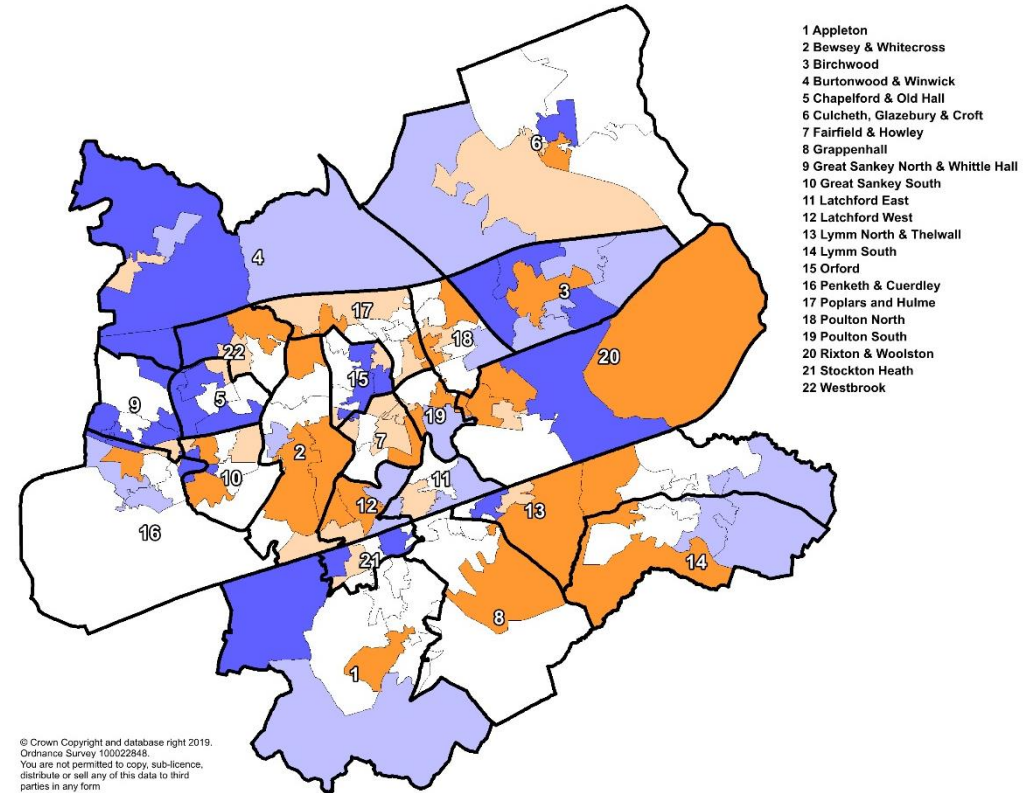 1 Appleton
2 Bewsey & Whitecross
3 Birchwood
4 Burtonwood & Winwick
5 Chapelford & Old Hall
6 Culcheth, Glazebury & Croft
7 Fairfield & Howley
8 Grappenhall
9 Great Sankey North & Whittle Hall
10 Great Sankey South
11 Latchford East
12 Latchford West
13 Lymm North & Thelwall
14 Lymm South
15 Orford
16 Penketh & Cuerdley
17 Poplars and Hulme
18 Poulton North
19 Poulton South
20 Rixton & Woolston
21 Stockton Heath
22 Westbrook
6
4
3
17
18
20
22
15
9
5
19
7
2
11
10
12
13
16
21
14
8
1
© Crown Copyright and database right 2019.
Ordnance Survey 100022848.
You are not permitted to copy, sub-licence,
distribute or sell any of this data to third
parties in any form